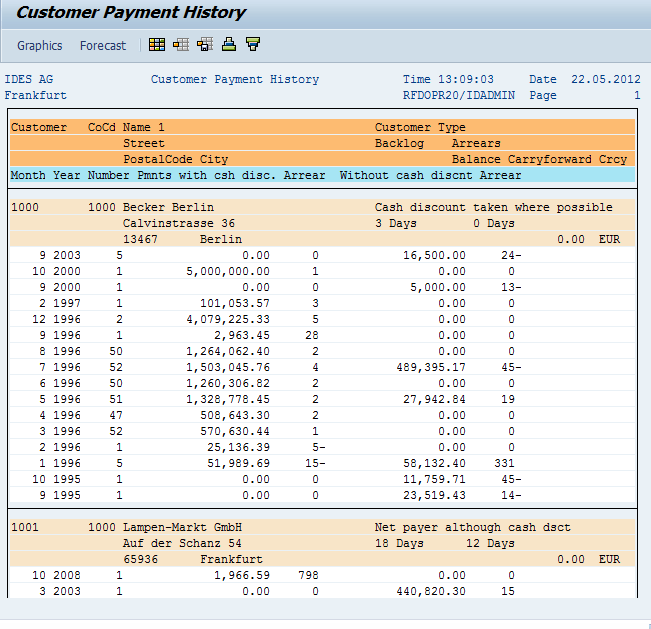 Customer Payment History
Graphics Forecast
IDES AG Customer Payment History Time 13:09:03 Date 22.05.2012
Frankfurt RFDOPR20/IDADMIN Page 1
Customer CoCd Name 1 Customer Type
Street Backlog Arrears
PostalCode City Balance Carryforward Crcy
Month Year Number Pmnts with csh disc. Arrear Without cash discnt Arrear
1000 1000 Becker Berlin Cash discount taken where possible
Calvinstrasse 36 3 Days 0 Days
13467 Berlin 0.00 EUR
9 2003 5 0.00 0 16,500.00 24-
10 2000 1 5,000,000.00 1 0.00 0
9 2000 1 0.00 0 5,000.00 13-
2 1997 1 101,053.57 3 0.00 0
12 1996 2 4,079,225.33 5 0.00 0
9 1996 1 2,963.45 28 0.00 0
8 1996 50 1,264,062.40 2 0.00 0
7 1996 52 1,503,045.76 4 489,395.17 45-
6 1996 50 1,260,306.82 2 0.00 0
5 1996 51 1,328,778.45 2 27,942.84 19
4 1996 47 508,643.30 2 0.00 0
3 1996 52 570,630.44 1 0.00 0
2 1996 1 25,136.39 5- 0.00 0
1 1996 5 51,989.69 15- 58,132.40 331
10 1995 1 0.00 0 11,759.71 45-
9 1995 1 0.00 0 23,519.43 14-
1001 1000 Lampen-Markt GmbH Net payer although cash dsct
Auf der Schanz 54 18 Days 12 Days
65936 Frankfurt 0.00 EUR
10 2008 1 1,966.59 798 0.00 0
3 2003 1 0.00 0 440,820.30 15